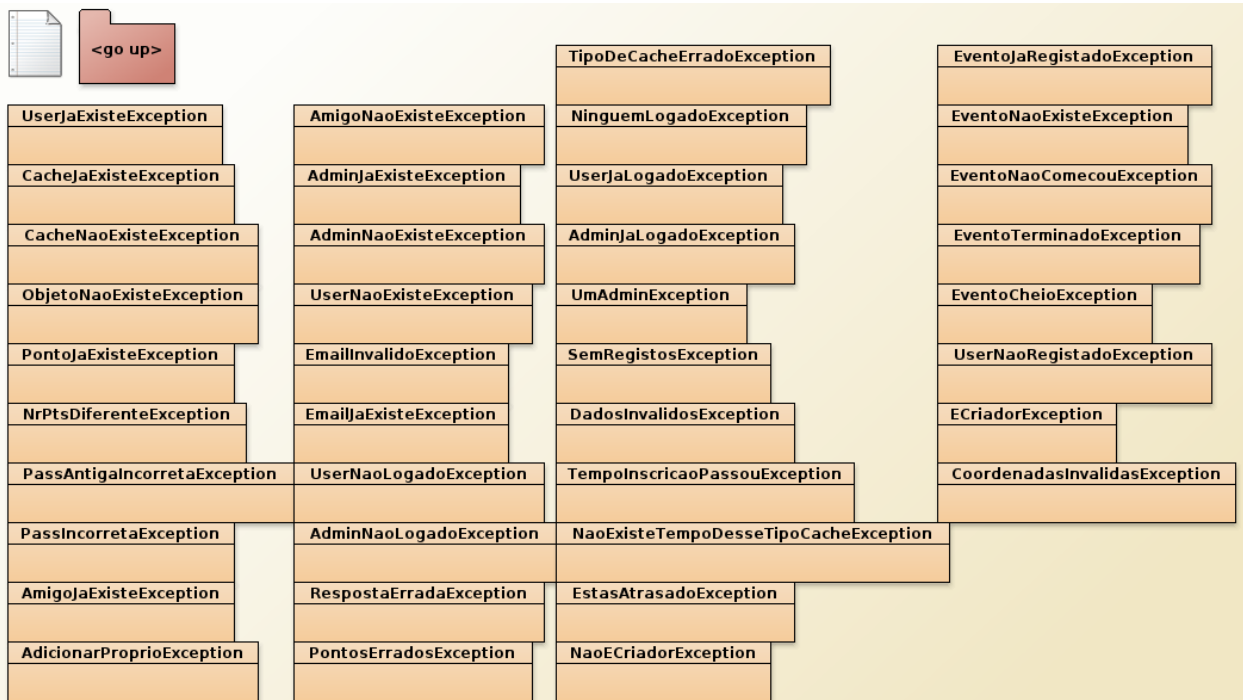 <go up>
UserJaExisteException
CacheJaExisteException
CacheNaoExisteException
ObjetoNaoExisteException
PontoJaExisteException
NrPtsDiferenteException
PassAntigaIncorretaException
PassIncorretaException
AmigoJaExisteException
AdicionarProprioException
AmigoNaoExisteException
AdminJaExisteException
AdminNaoExisteException
UserNaoExisteException
EmailInvalidoException
EmailJaExisteException
UserNaoLogadoException
AdminNaoLogadoException
RespostaErradaException
PontosErradosException
TipoDeCacheErradoException
NinguemLogadoException
UserJaLogadoException
AdminJaLogadoException
UmAdminException
SemRegistosException
DadosInvalidosException
TempoInscricaoPassouException
NaoExisteTempoDesseTipoCacheException
EstasAtrasadoException
NaoECriadorException
EventoJaRegistadoException
EventoNaoExisteException
EventoNaoComecouException
EventoTerminadoException
EventoCheioException
UserNaoRegistadoException
ECriadorException
CoordenadasInvalidasException